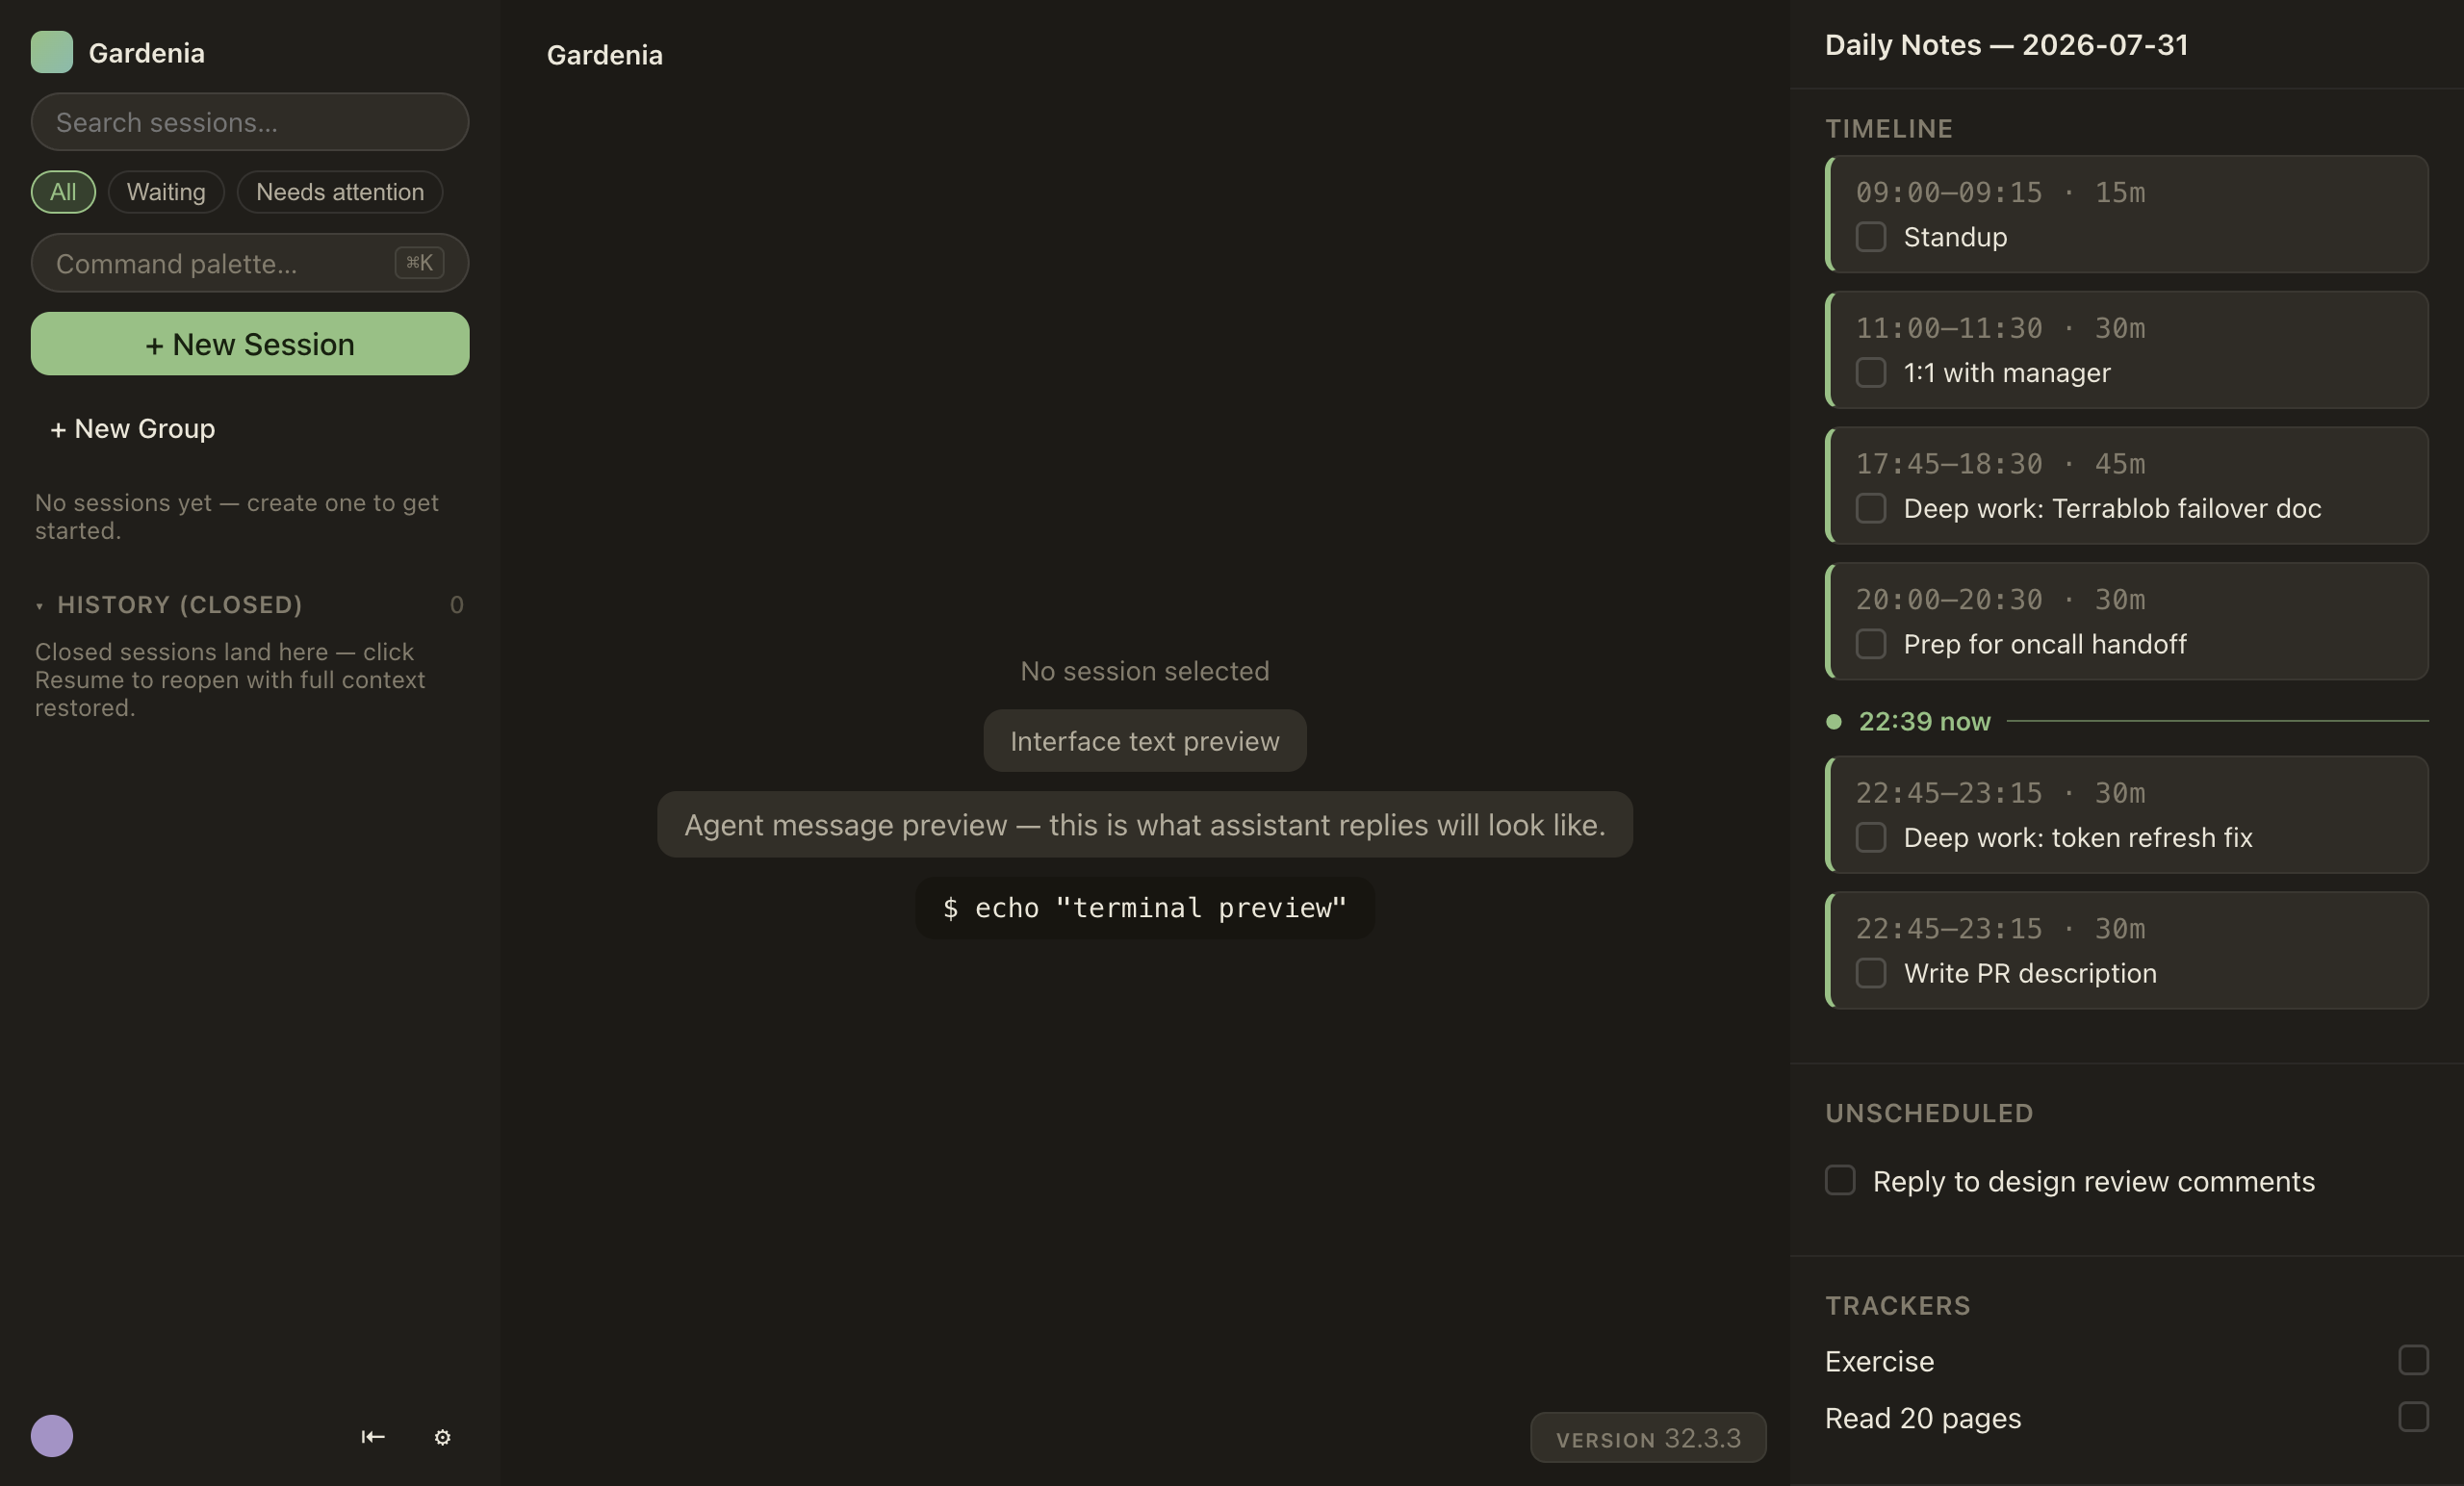 Gardenia
Search sessions...
All
Waiting
Needs attention
Command palette...
⌘K
+ New Session
+ New Group
No sessions yet — create one to get
started.
▾ HISTORY (CLOSED) 0
Closed sessions land here — click
Resume to reopen with full context
restored.
Gardenia
No session selected
Interface text preview
Agent message preview — this is what assistant replies will look like.
$ echo "terminal preview"
VERSION 32.3.3
Daily Notes — 2026-07-31
TIMELINE
09:00–09:15 · 15m
Standup
11:00–11:30 · 30m
1:1 with manager
17:45–18:30 · 45m
Deep work: Terrablob failover doc
20:00–20:30 · 30m
Prep for oncall handoff
22:39 now
22:45–23:15 · 30m
Deep work: token refresh fix
22:45–23:15 · 30m
Write PR description
UNSCHEDULED
Reply to design review comments
TRACKERS
Exercise
Read 20 pages